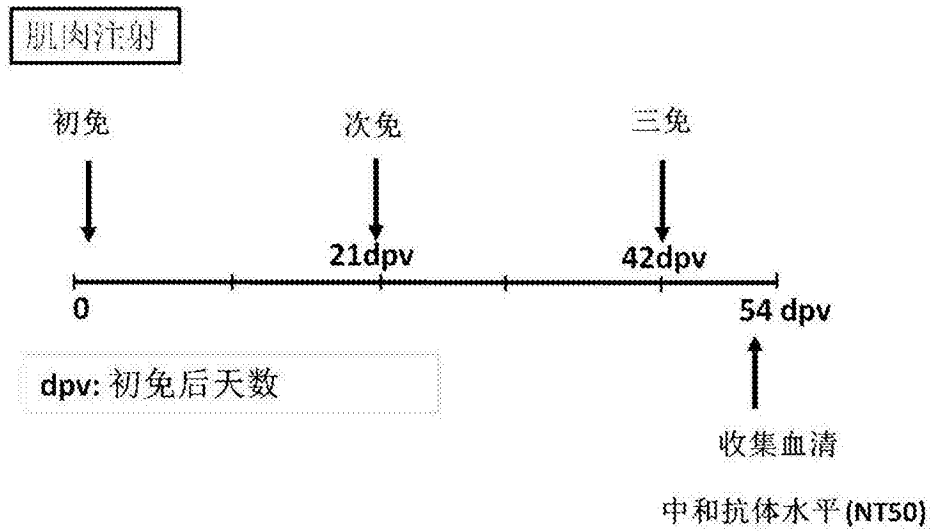 肌肉注射
初免 次免 三免
21dpv 42dpv
0 54 dpv
dpv: 初免后天数
收集血清
中和抗体水平(NT50)